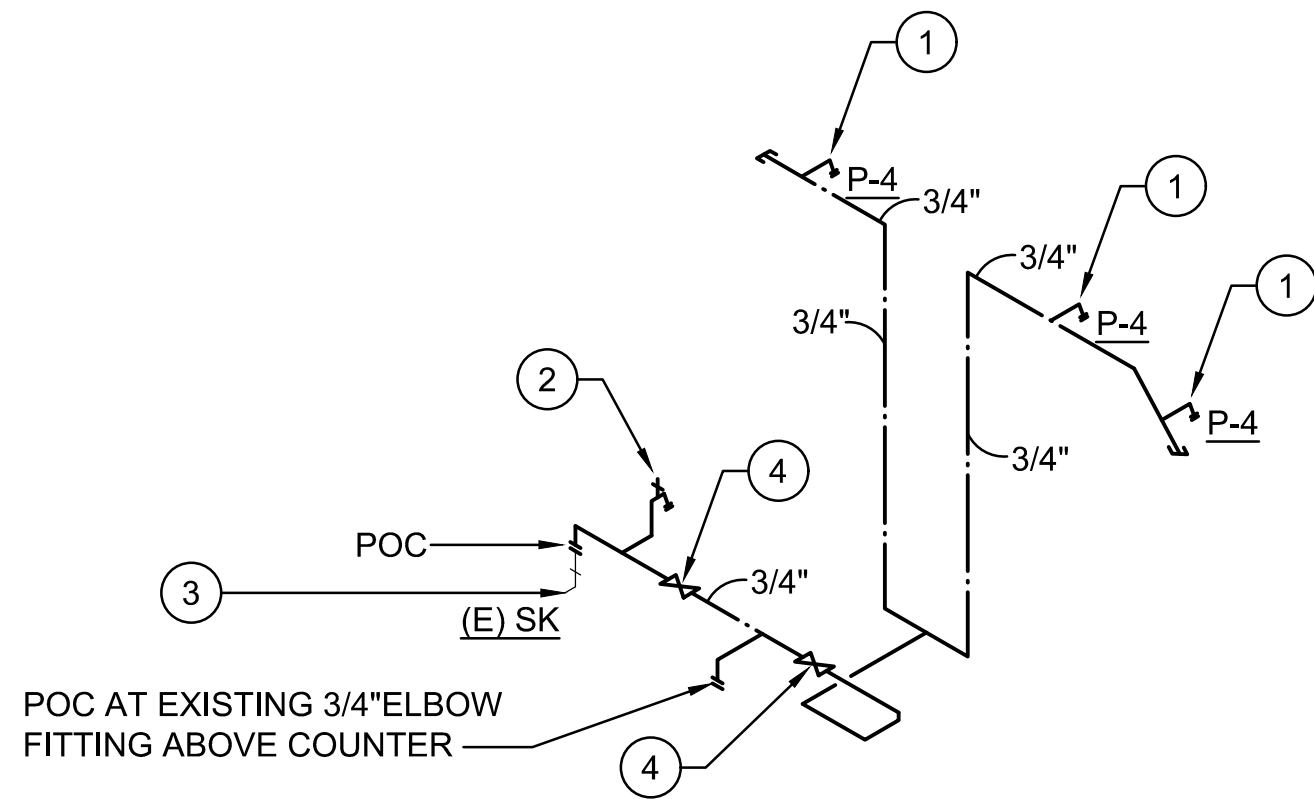 1
P-4
3/4"
1
3/4"
1
P-4
3/4"
2
P-4
4
3/4"
POC
3/4"
3
(E) SK
POC AT EXISTING 3/4"ELBOW
FITTING ABOVE COUNTER
4